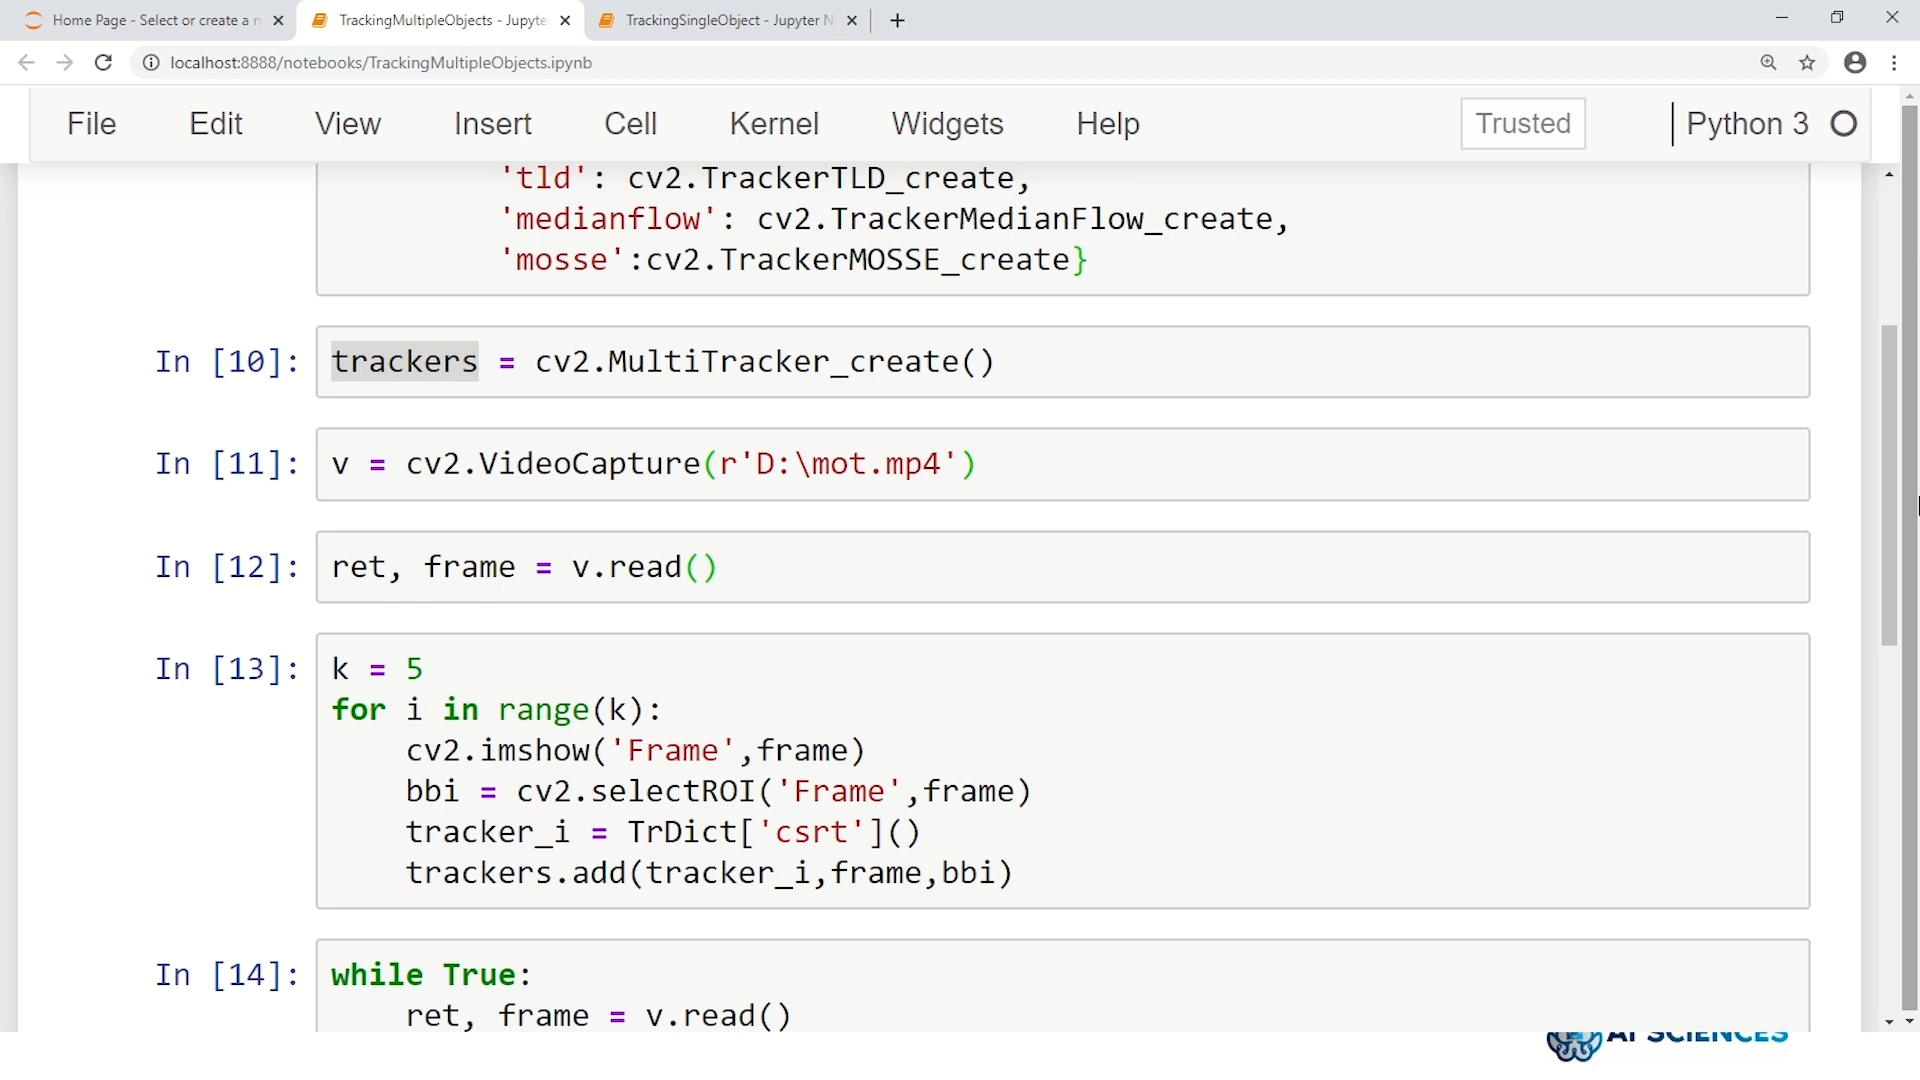 Home Page - Select or create a n
TrackingMultipleObjects - Jupyte
TrackingSingleObject - Jupyter N
localhost:8888/notebooks/TrackingMultipleObjects.ipynb
File Edit View Insert Cell Kernel Widgets Help Trusted Python 3
'tld': cv2.TrackerTLD_create,
'medianflow': cv2.TrackerMedianFlow_create,
'mosse':cv2.TrackerMOSSE_create}
In [10]: trackers = cv2.MultiTracker_create()
In [11]: v = cv2.VideoCapture(r'D:\mot.mp4')
In [12]: ret, frame = v.read()
In [13]: k = 5
for i in range(k):
cv2.imshow('Frame',frame)
bbi = cv2.selectROI('Frame',frame)
tracker_i = TrDict['csrt']()
trackers.add(tracker_i,frame,bbi)
In [14]: while True:
ret, frame = v.read()
AI SCIENCES